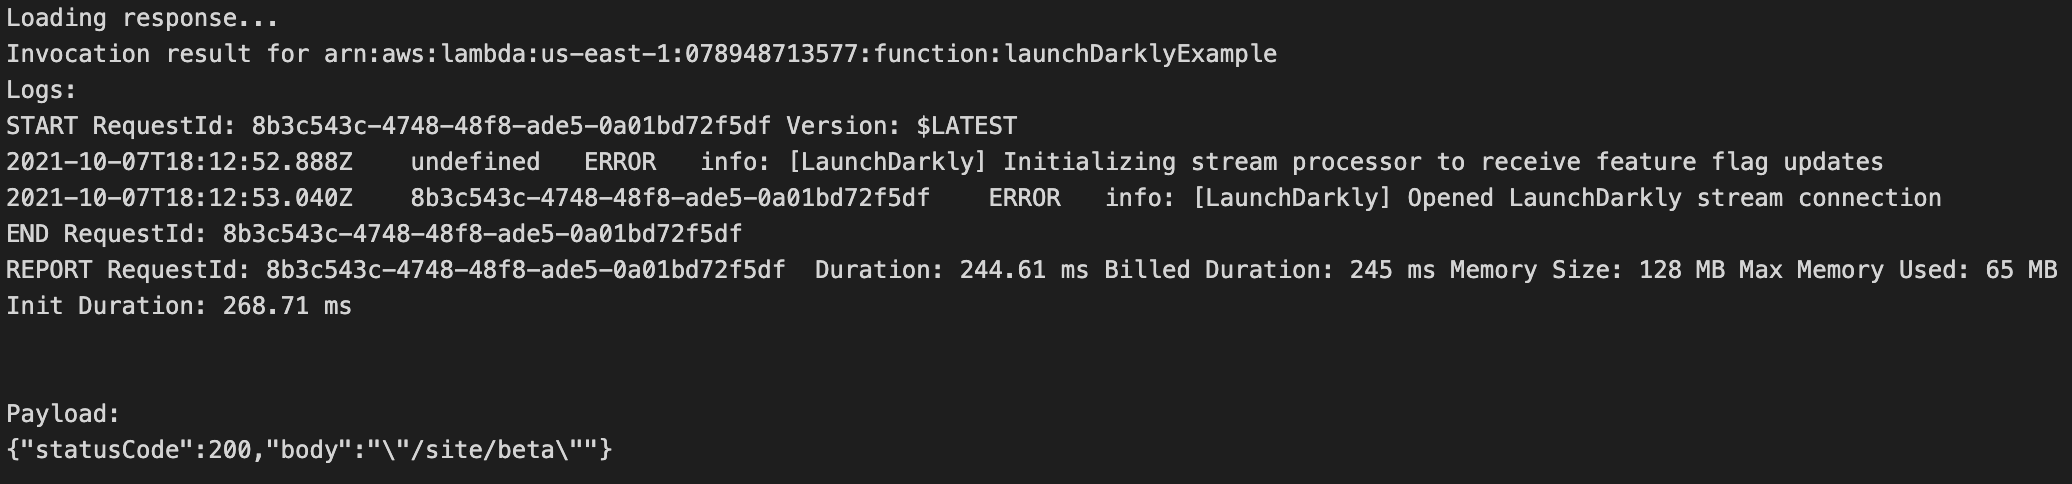 Loading response...
Invocation result for arn:aws:lambda:us-east-1:078948713577:function:launchDarklyExample
Logs:
START RequestId: 8b3c543c-4748-48f8-ade5-0a01bd72f5df Version: $LATEST
2021-10-07T18:12:52.888Z    undefined   ERROR   info: [LaunchDarkly] Initializing stream processor to receive feature flag updates
2021-10-07T18:12:53.040Z    8b3c543c-4748-48f8-ade5-0a01bd72f5df    ERROR   info: [LaunchDarkly] Opened LaunchDarkly stream connection
END RequestId: 8b3c543c-4748-48f8-ade5-0a01bd72f5df
REPORT RequestId: 8b3c543c-4748-48f8-ade5-0a01bd72f5df  Duration: 244.61 ms Billed Duration: 245 ms Memory Size: 128 MB Max Memory Used: 65 MB
Init Duration: 268.71 ms
Payload:
{"statusCode":200,"body":"\"/site/beta\""}